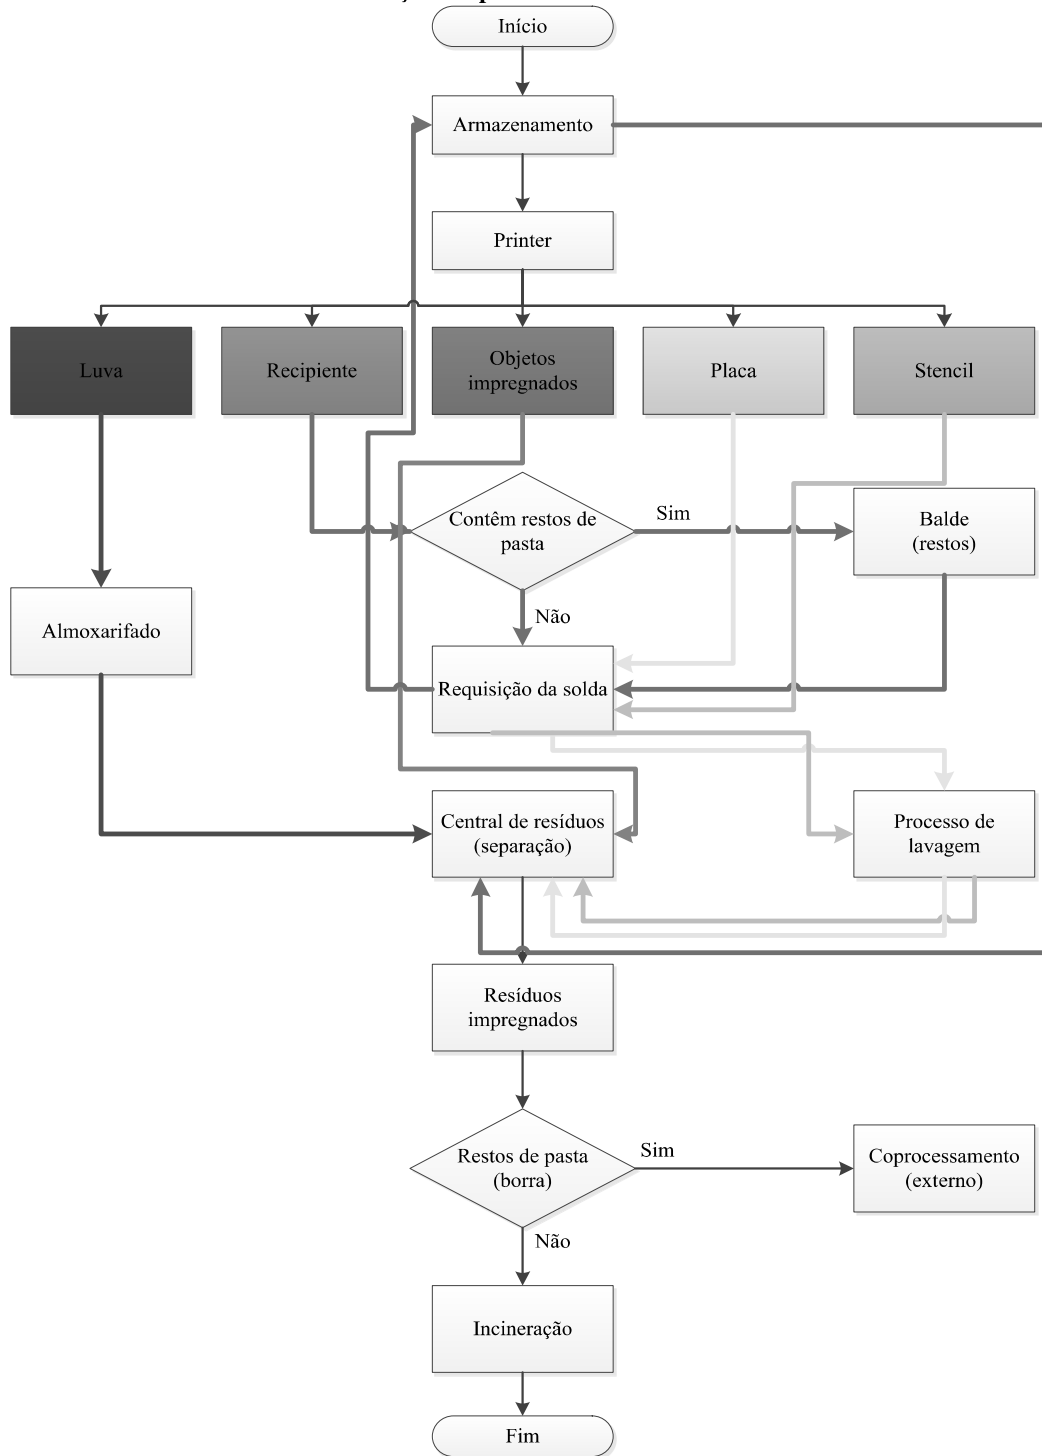 Início
Armazenamento
Printer
Luva
Recipiente
Objetos
impregnados
Placa
Stencil
Contêm restos de
pasta
Sim
Balde
(restos)
Não
Almoxarifado
Requisição da solda
Central de resíduos
(separação)
Processo de
lavagem
Resíduos
impregnados
Restos de pasta
(borra)
Sim
Coprocessamento
(externo)
Não
Incineração
Fim